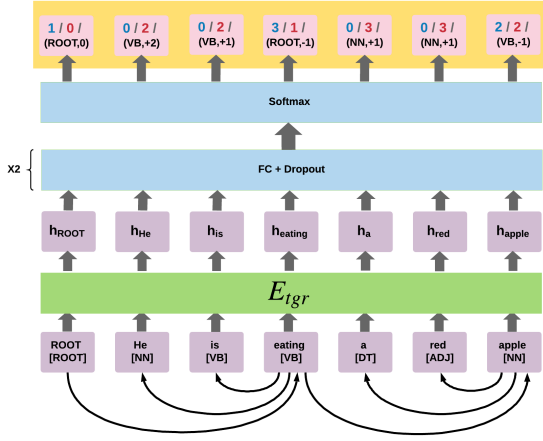 1 / 0 / 0 / 2 / 0 / 2 / 3 / 1 / 0 / 3 / 0 / 3 / 2 / 2 /
(ROOT,0) (VB,+2) (VB,+1) (ROOT,-1) (NN,+1) (NN,+1) (VB,-1)
Softmax
X2 FC + Dropout
hROOT hHe his heating ha hred happle
Etgr
ROOT He is eating a red apple
[ROOT] [NN] [VB] [VB] [DT] [ADJ] [NN]